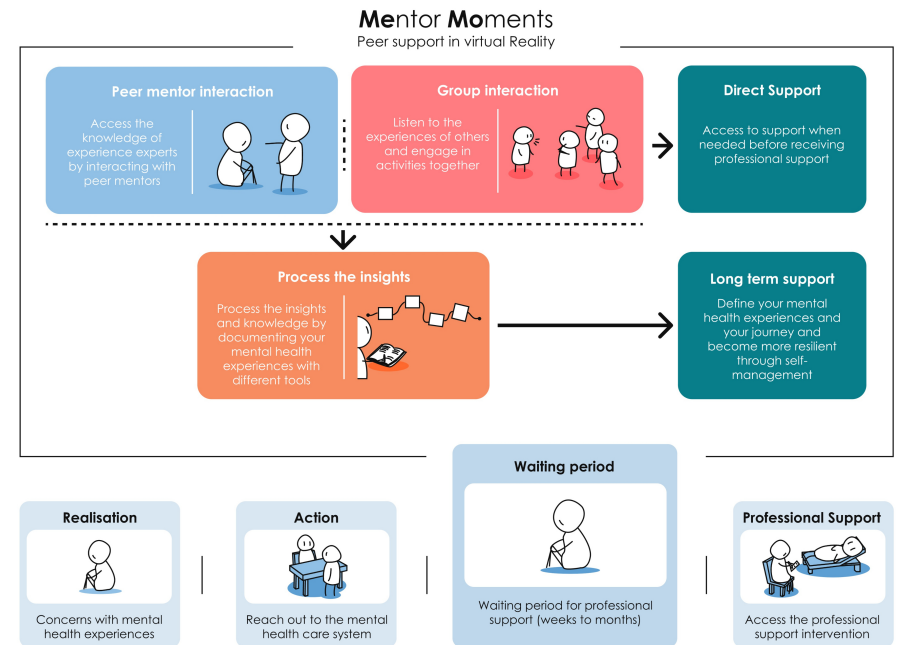 Mentor Moments
Peer support in virtual Reality
Peer mentor interaction
Access the
knowledge of
experience experts
by interacting with
peer mentors
Group interaction
Listen to the
experiences of others
and engage in
activities together
Direct Support
Access to support when
needed before receiving
professional support
Process the insights
Process the insights
and knowledge by
documenting your
mental health
experiences with
different tools
Long term support
Define your mental
health experiences and
your journey and
become more resilient
through self-
management
Realisation
Concerns with mental
health experiences
Action
Reach out to the mental
health care system
Waiting period
Waiting period for professional
support (weeks to months)
Professional Support
Access the professional
support intervention